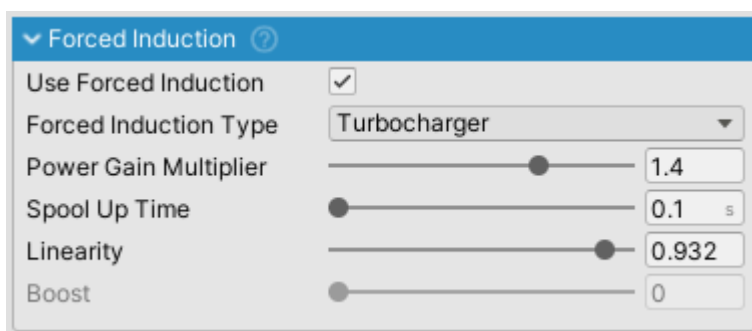 Forced Induction ?
Use Forced Induction
Forced Induction Type Turbocharger
Power Gain Multiplier 1.4
Spool Up Time 0.1 s
Linearity 0.932
Boost 0